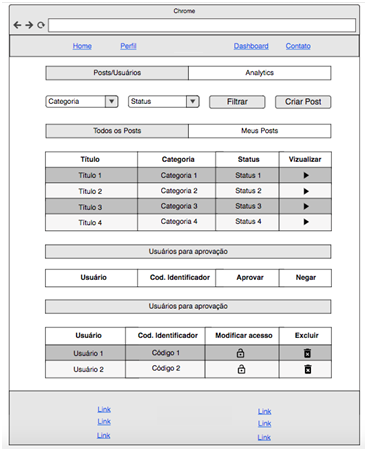 Chrome
Home Perfil Dashboard Contato
Posts/Usuários Analytics
Categoria Status Filtrar Criar Post
Todos os Posts Meus Posts
Título Categoria Status Vizualizar
Título 1 Categoria 1 Status 1
Título 2 Categoria 2 Status 2
Título 3 Categoria 3 Status 3
Título 4 Categoria 4 Status 4
Usuários para aprovação
Usuário Cod. Identificador Aprovar Negar
Usuários para aprovação
Usuário Cod. Identificador Modificar acesso Excluir
Usuário 1 Código 1
Usuário 2 Código 2
Link Link
Link Link
Link Link